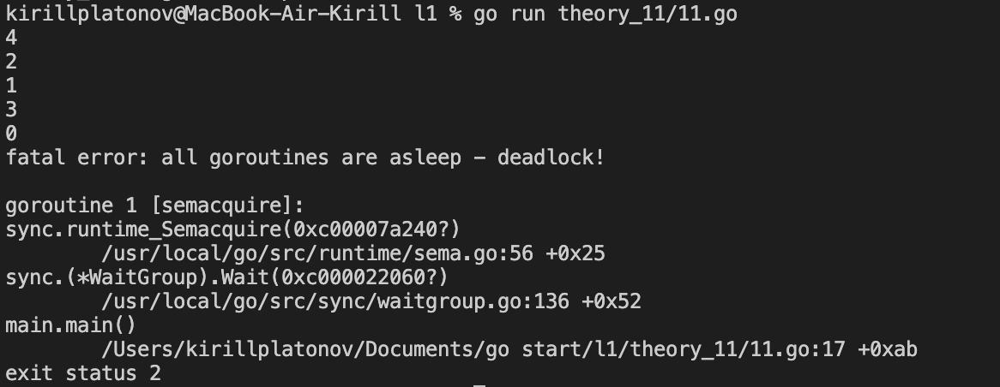 kirillplatonov@MacBook-Air-Kirill l1 % go run theory_11/11.go
4
2
1
3
0
fatal error: all goroutines are asleep - deadlock!

goroutine 1 [semacquire]:
sync.runtime_Semacquire(0xc00007a240?)
        /usr/local/go/src/runtime/sema.go:56 +0x25
sync.(*WaitGroup).Wait(0xc000022060?)
        /usr/local/go/src/sync/waitgroup.go:136 +0x52
main.main()
        /Users/kirillplatonov/Documents/go start/l1/theory_11/11.go:17 +0xab
exit status 2